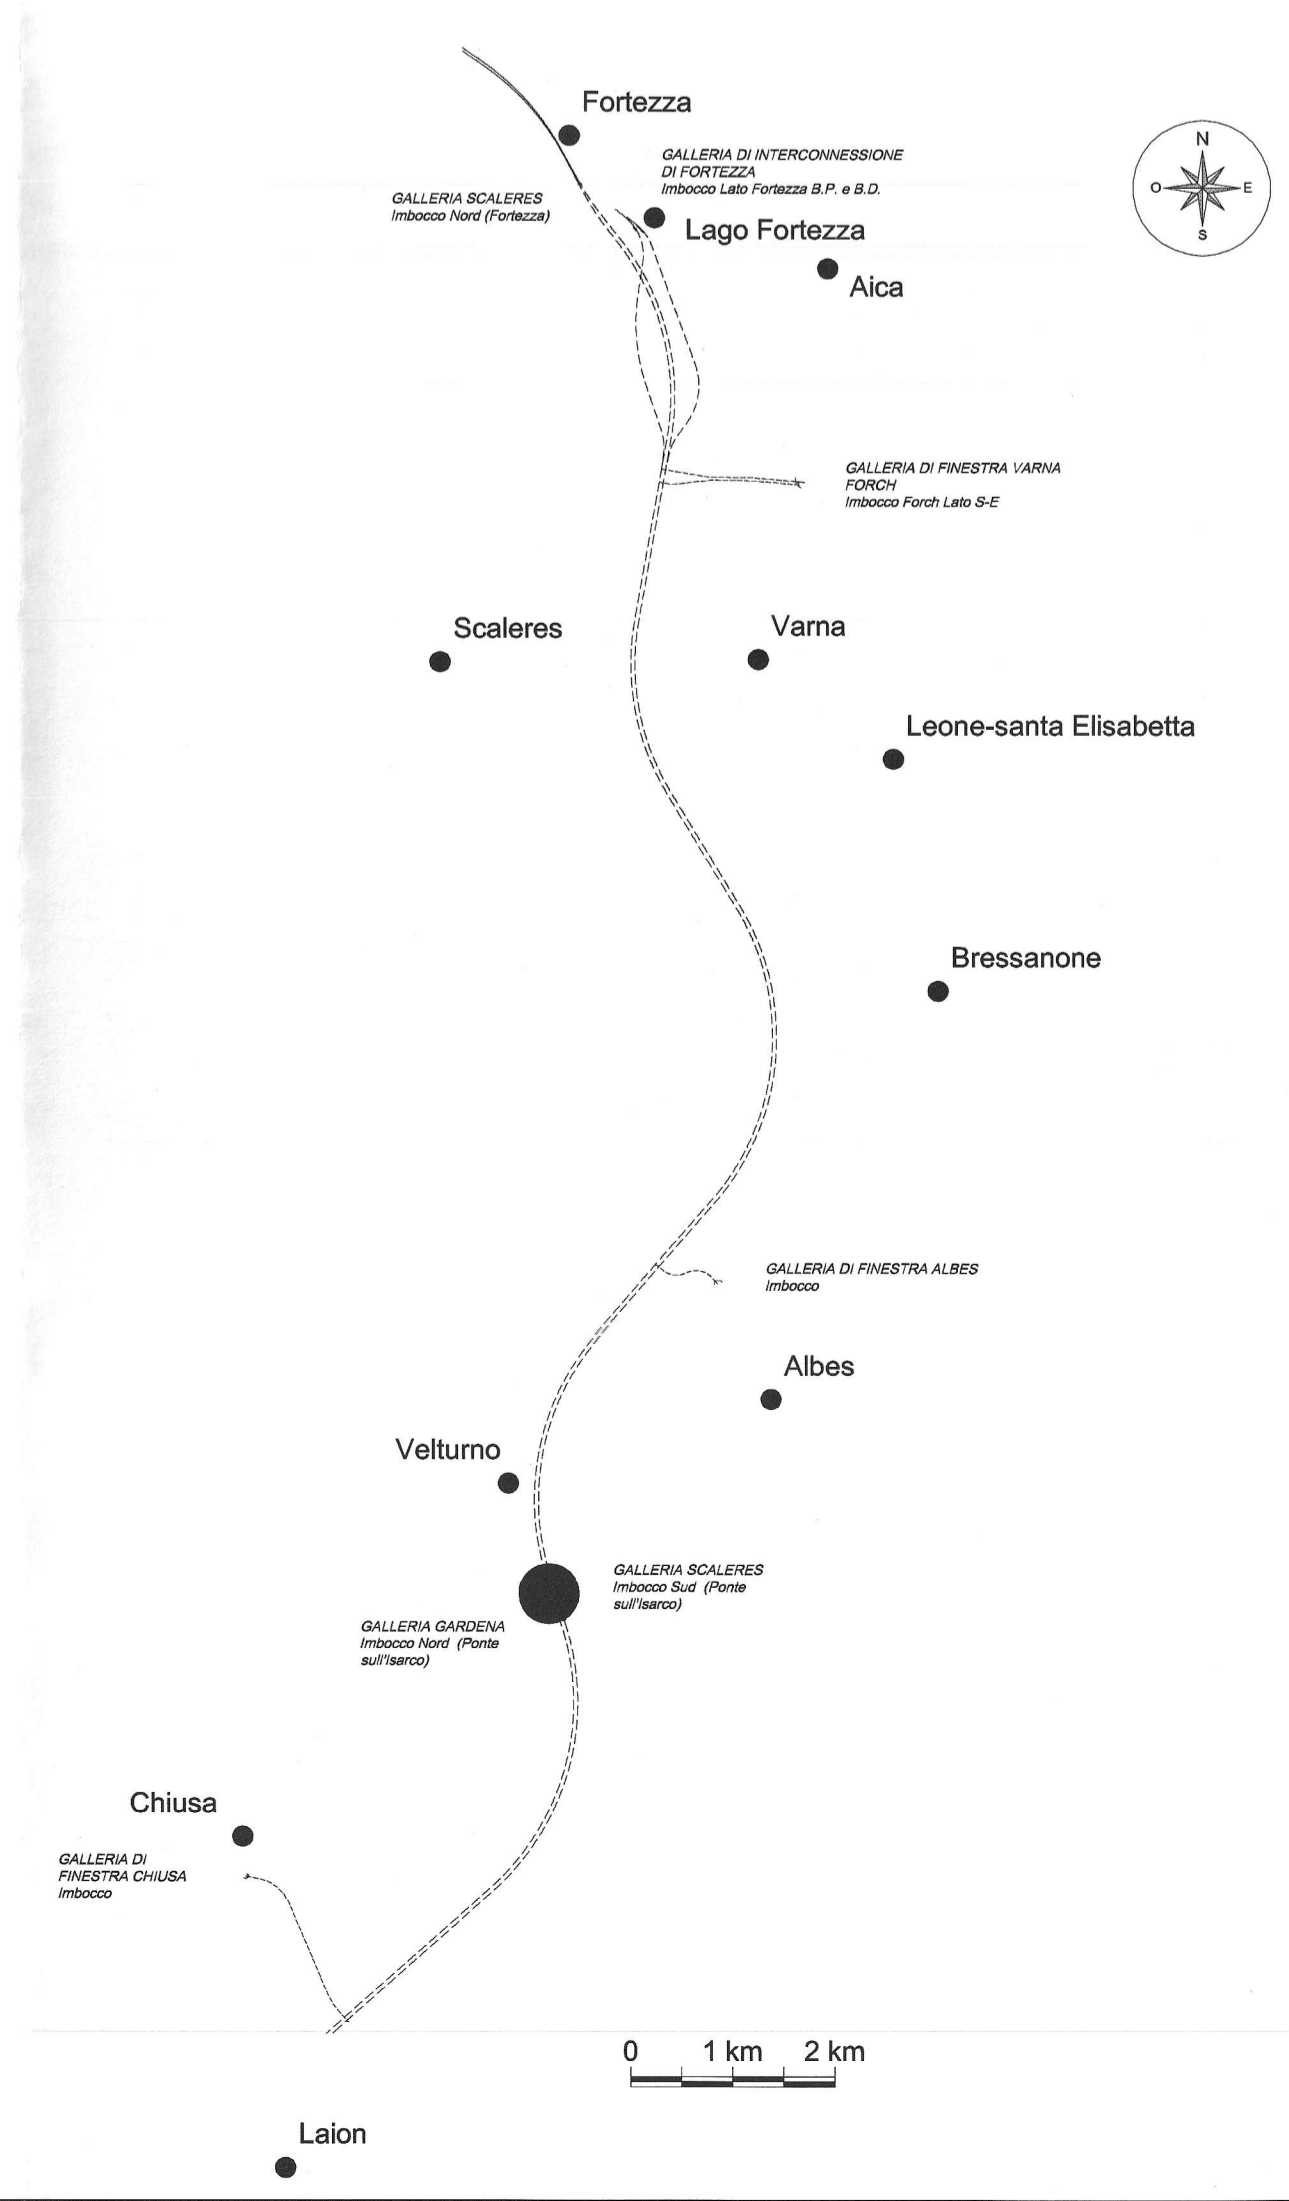 Fortezza
GALLERIA DI INTERCONNESSIONE
DI FORTEZZA
Imbocco Lato Fortezza B.P. e B.D.
GALLERIA SCALERES
Imbocco Nord (Fortezza)
Lago Fortezza
Aica
N
O
E
S
GALLERIA DI FINESTRA VARNA
FORCH
Imbocco Forch Lato S-E
Scaleres
Varna
Leone-santa Elisabetta
Bressanone
GALLERIA DI FINESTRA ALBES
Imbocco
Albes
Velturno
GALLERIA SCALERES
Imbocco Sud (Ponte
sull'Isarco)
GALLERIA GARDENA
Imbocco Nord (Ponte
sull'Isarco)
Chiusa
GALLERIA DI
FINESTRA CHIUSA
Imbocco
0 1 km 2 km
Laion